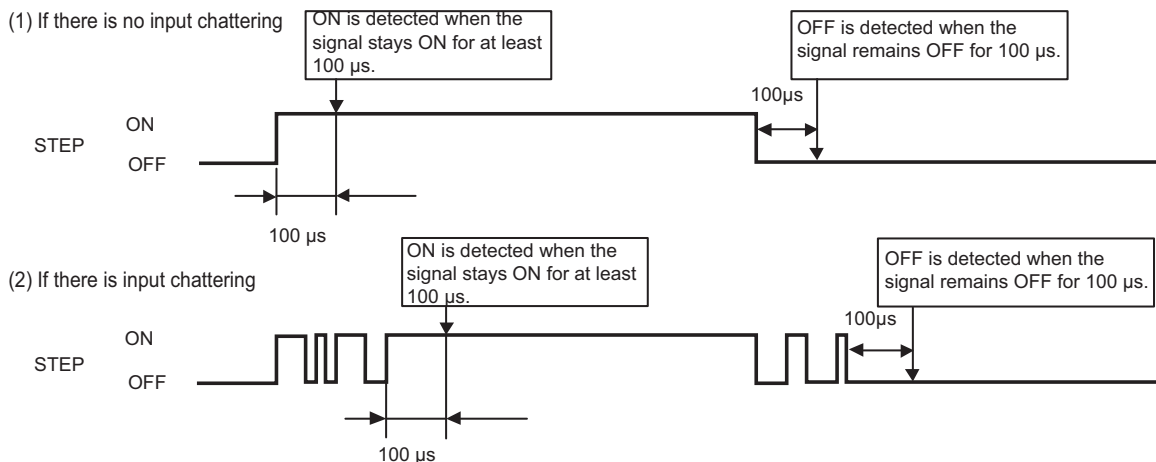 (1) If there is no input chattering
ON is detected when the
signal stays ON for at least
100 µs.
OFF is detected when the
signal remains OFF for 100 µs.
100µs
STEP
ON
OFF
100 µs
(2) If there is input chattering
ON is detected when the
signal stays ON for at least
100 µs.
OFF is detected when the
signal remains OFF for 100 µs.
100µs
STEP
ON
OFF
100 µs